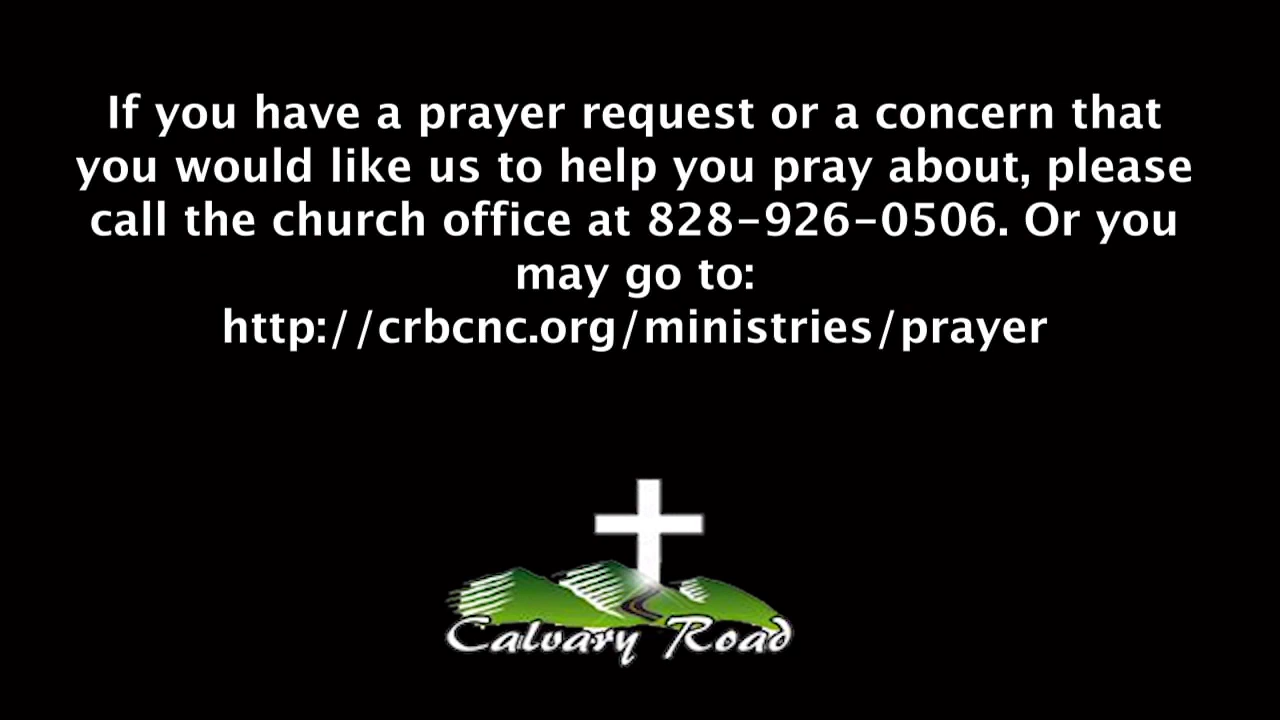 If you have a prayer request or a concern that
you would like us to help you pray about, please
call the church office at 828-926-0506. Or you
may go to:
http://crbcnc.org/ministries/prayer
Calvary Road